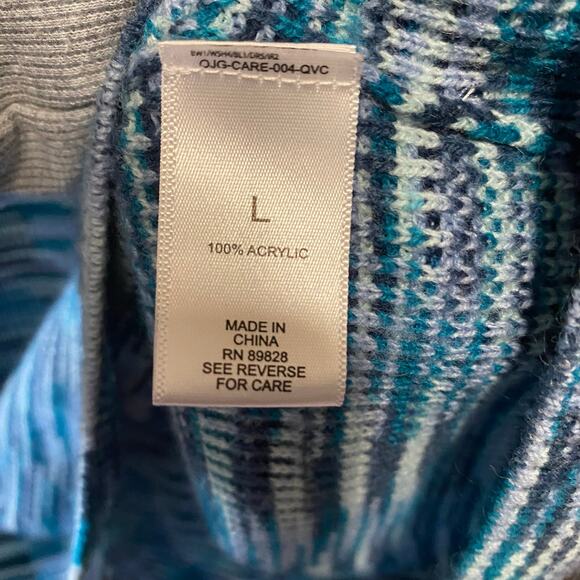 OJG-CARE-004-QVC
L
100% ACRYLIC
MADE IN
CHINA
RN 89828
SEE REVERSE
FOR CARE